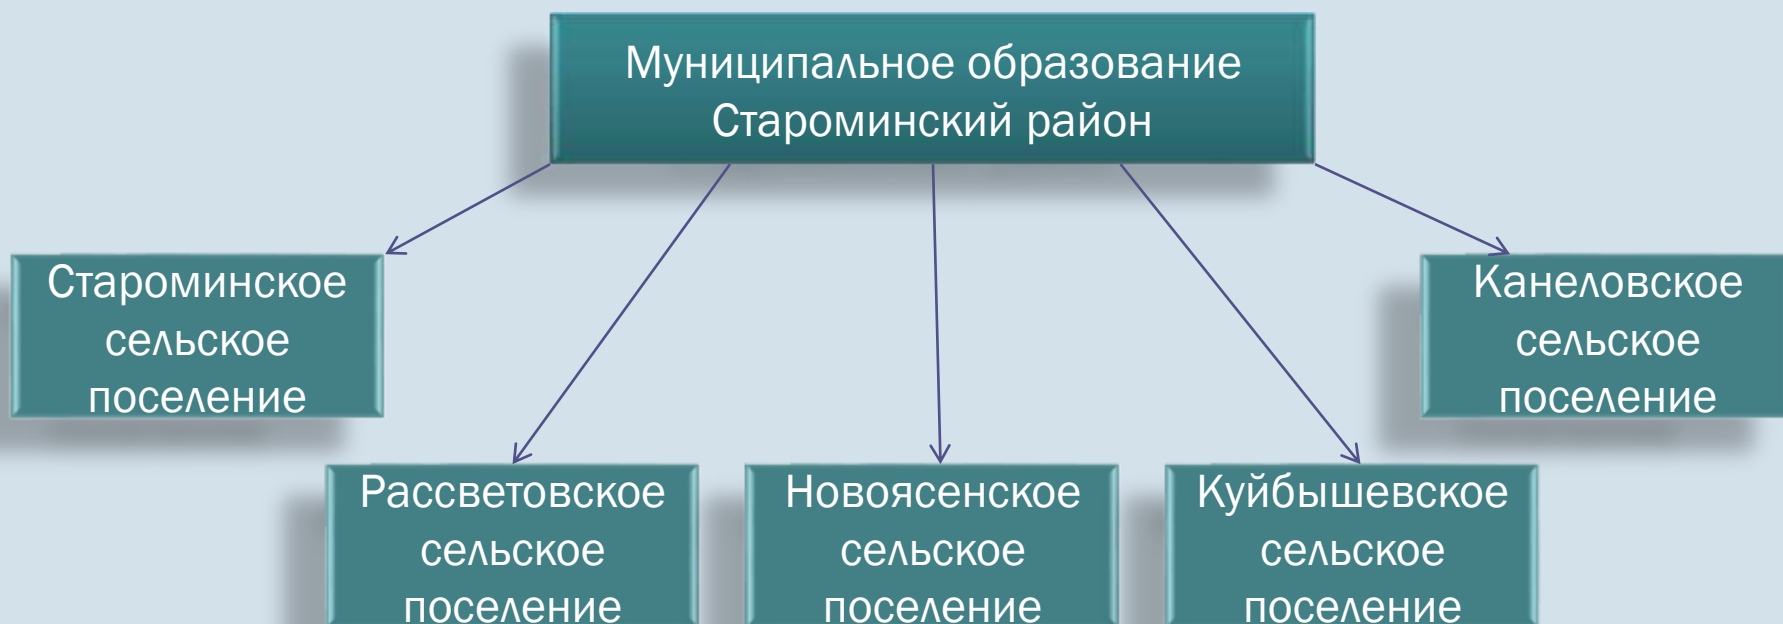 Муниципальное образование
Староминский район
Староминское
сельское
поселение
Канеловское
сельское
поселение
Рассветовское
сельское
поселение
Новоясенское
сельское
поселение
Куйбышевское
сельское
поселение